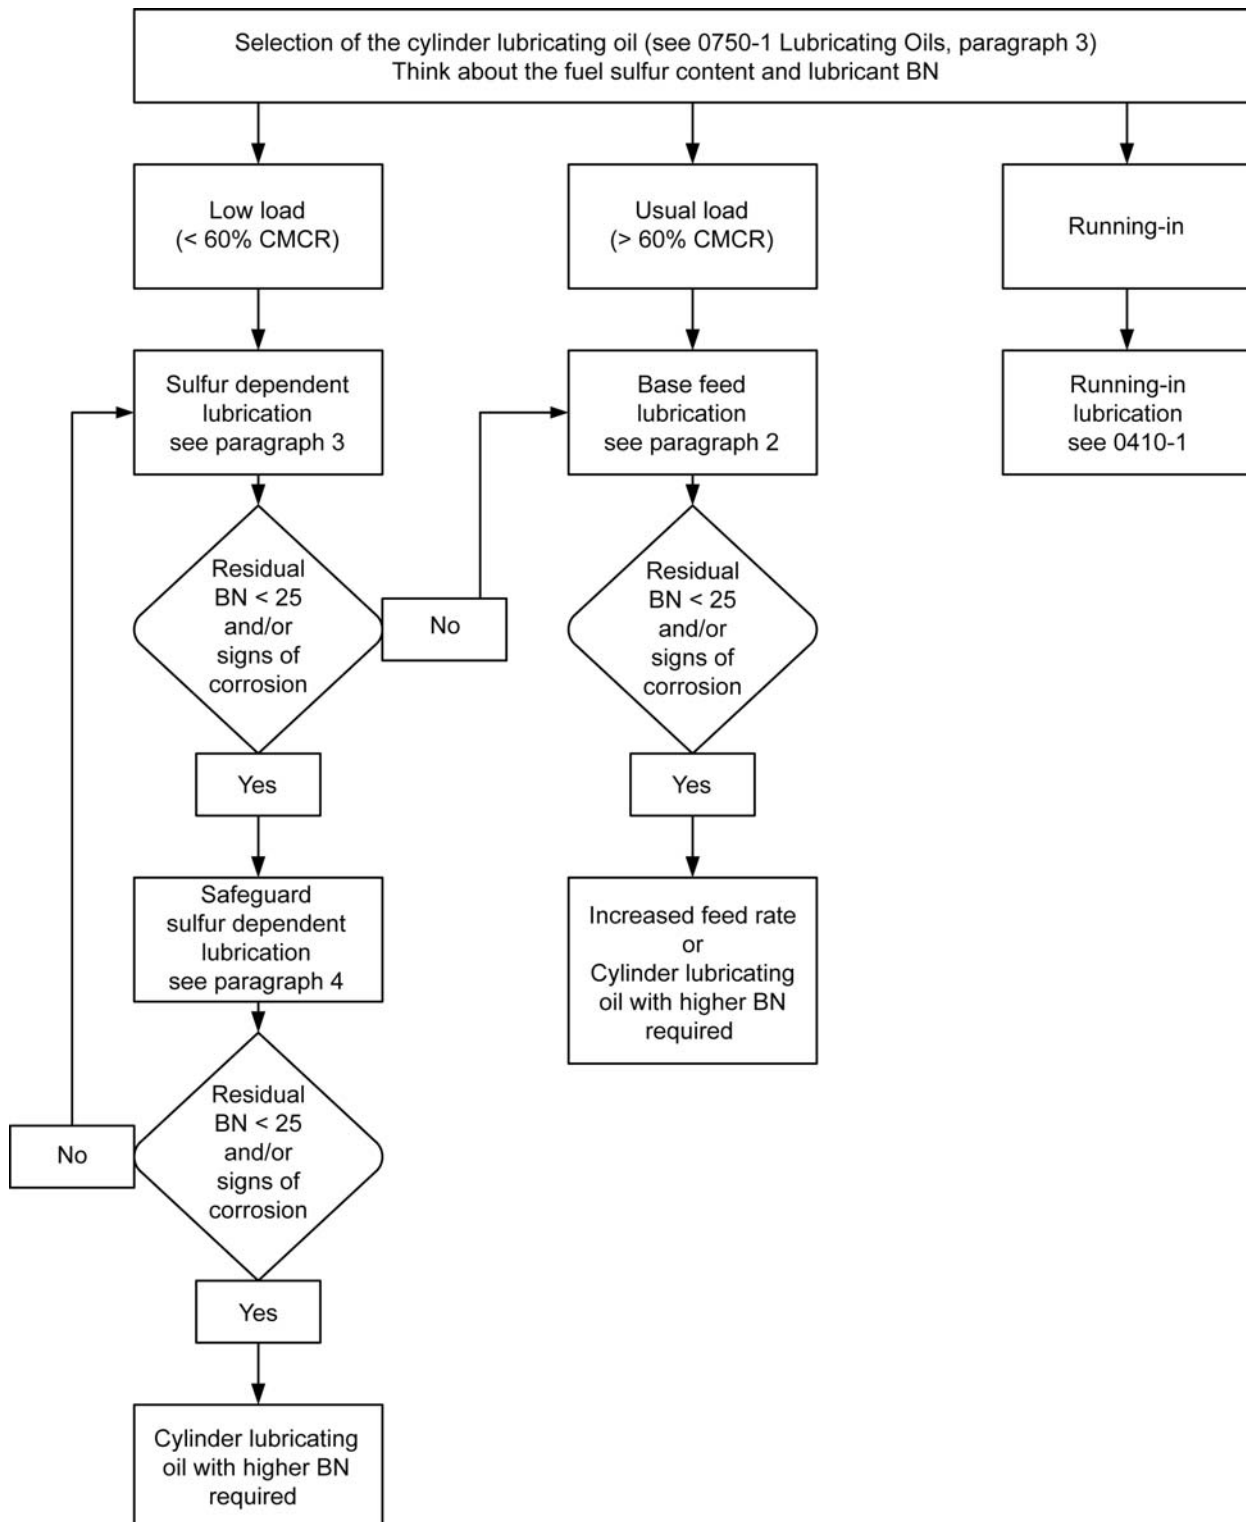 Selection of the cylinder lubricating oil (see 0750-1 Lubricating Oils, paragraph 3)
Think about the fuel sulfur content and lubricant BN
Low load
(< 60% CMCR)
Usual load
(> 60% CMCR)
Running-in
Sulfur dependent
lubrication
see paragraph 3
Base feed
lubrication
see paragraph 2
Running-in
lubrication
see 0410-1
Residual
BN < 25
and/or
signs of
corrosion
No
Residual
BN < 25
and/or
signs of
corrosion
Yes
Yes
Safeguard
sulfur dependent
lubrication
see paragraph 4
Increased feed rate
or
Cylinder lubricating
oil with higher BN
required
No
Residual
BN < 25
and/or
signs of
corrosion
Yes
Cylinder lubricating
oil with higher BN
required